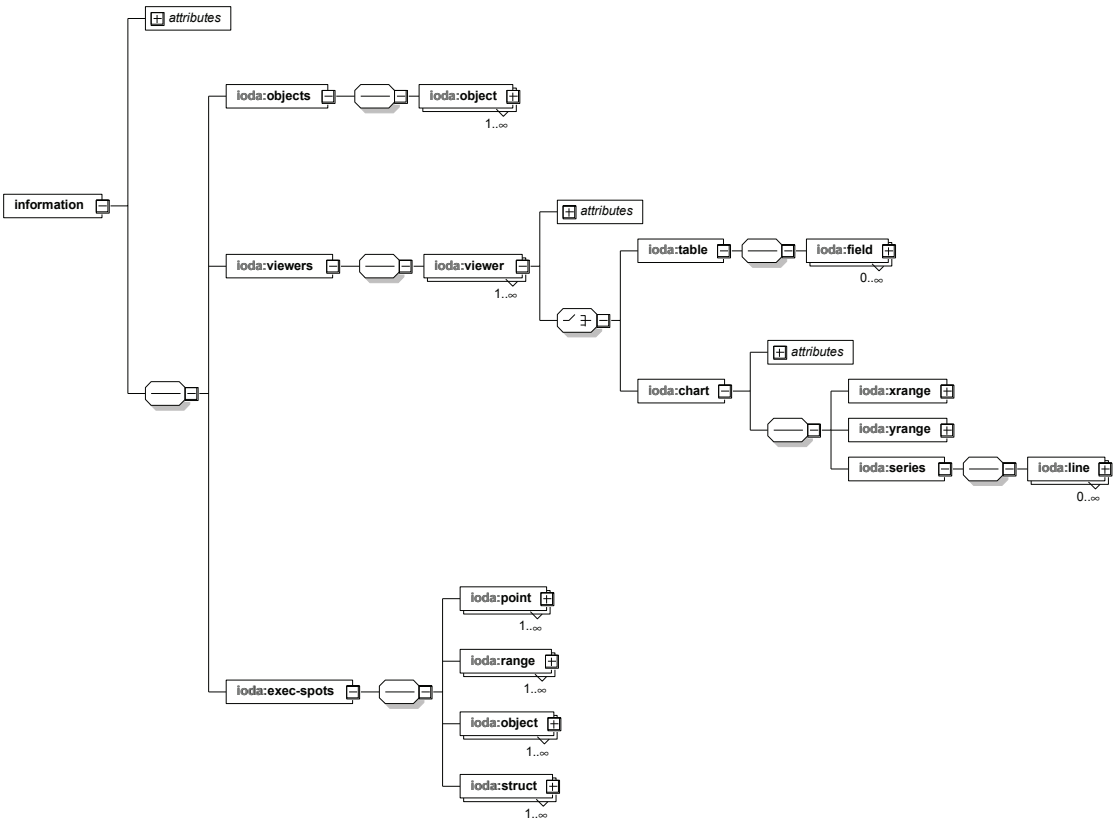 attributes
ioda:objects
ioda:object
1..∞
information
attributes
ioda:viewers
ioda:viewer
1..∞
ioda:table
ioda:field
0..∞
attributes
ioda:chart
ioda:xrange
ioda:yrange
ioda:series
ioda:line
0..∞
ioda:exec-spots
ioda:point
1..∞
ioda:range
1..∞
ioda:object
1..∞
ioda:struct
1..∞